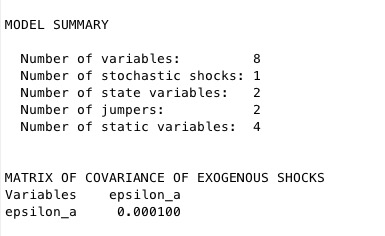 MODEL SUMMARY
Number of variables: 8
Number of stochastic shocks: 1
Number of state variables: 2
Number of jumpers: 2
Number of static variables: 4
MATRIX OF COVARIANCE OF EXOGENOUS SHOCKS
Variables epsilon_a
epsilon_a 0.000100